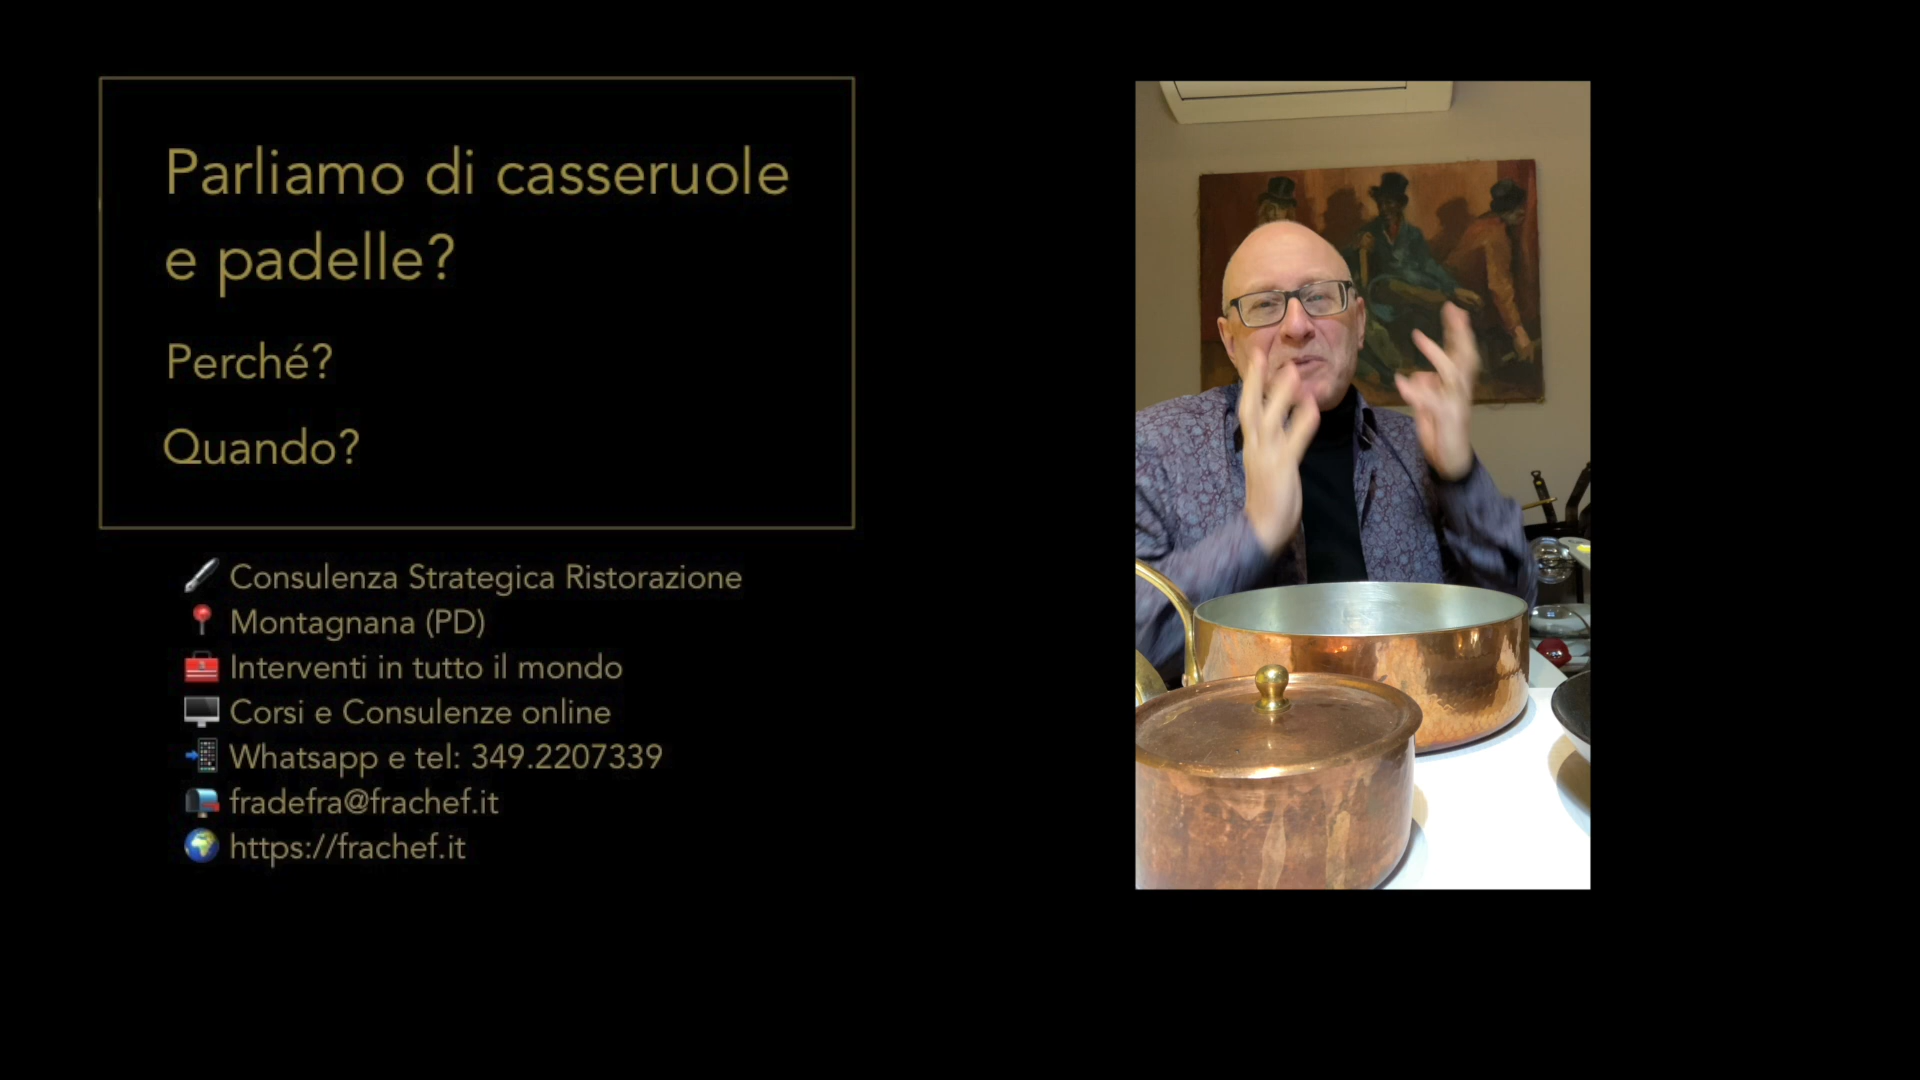 Parliamo di casseruole
e padelle?
Perché?
Quando?
Consulenza Strategica Ristorazione
Montagnana (PD)
Interventi in tutto il mondo
Corsi e Consulenze online
Whatsapp e tel: 349.2207339
fradefra@frachef.it
https://frachef.it